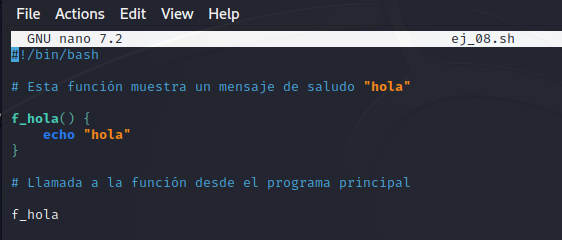 File Actions Edit View Help
GNU nano 7.2 ej_08.sh
#!/bin/bash
# Esta función muestra un mensaje de saludo "hola"
f_hola() {
echo "hola"
}
# Llamada a la función desde el programa principal
f_hola